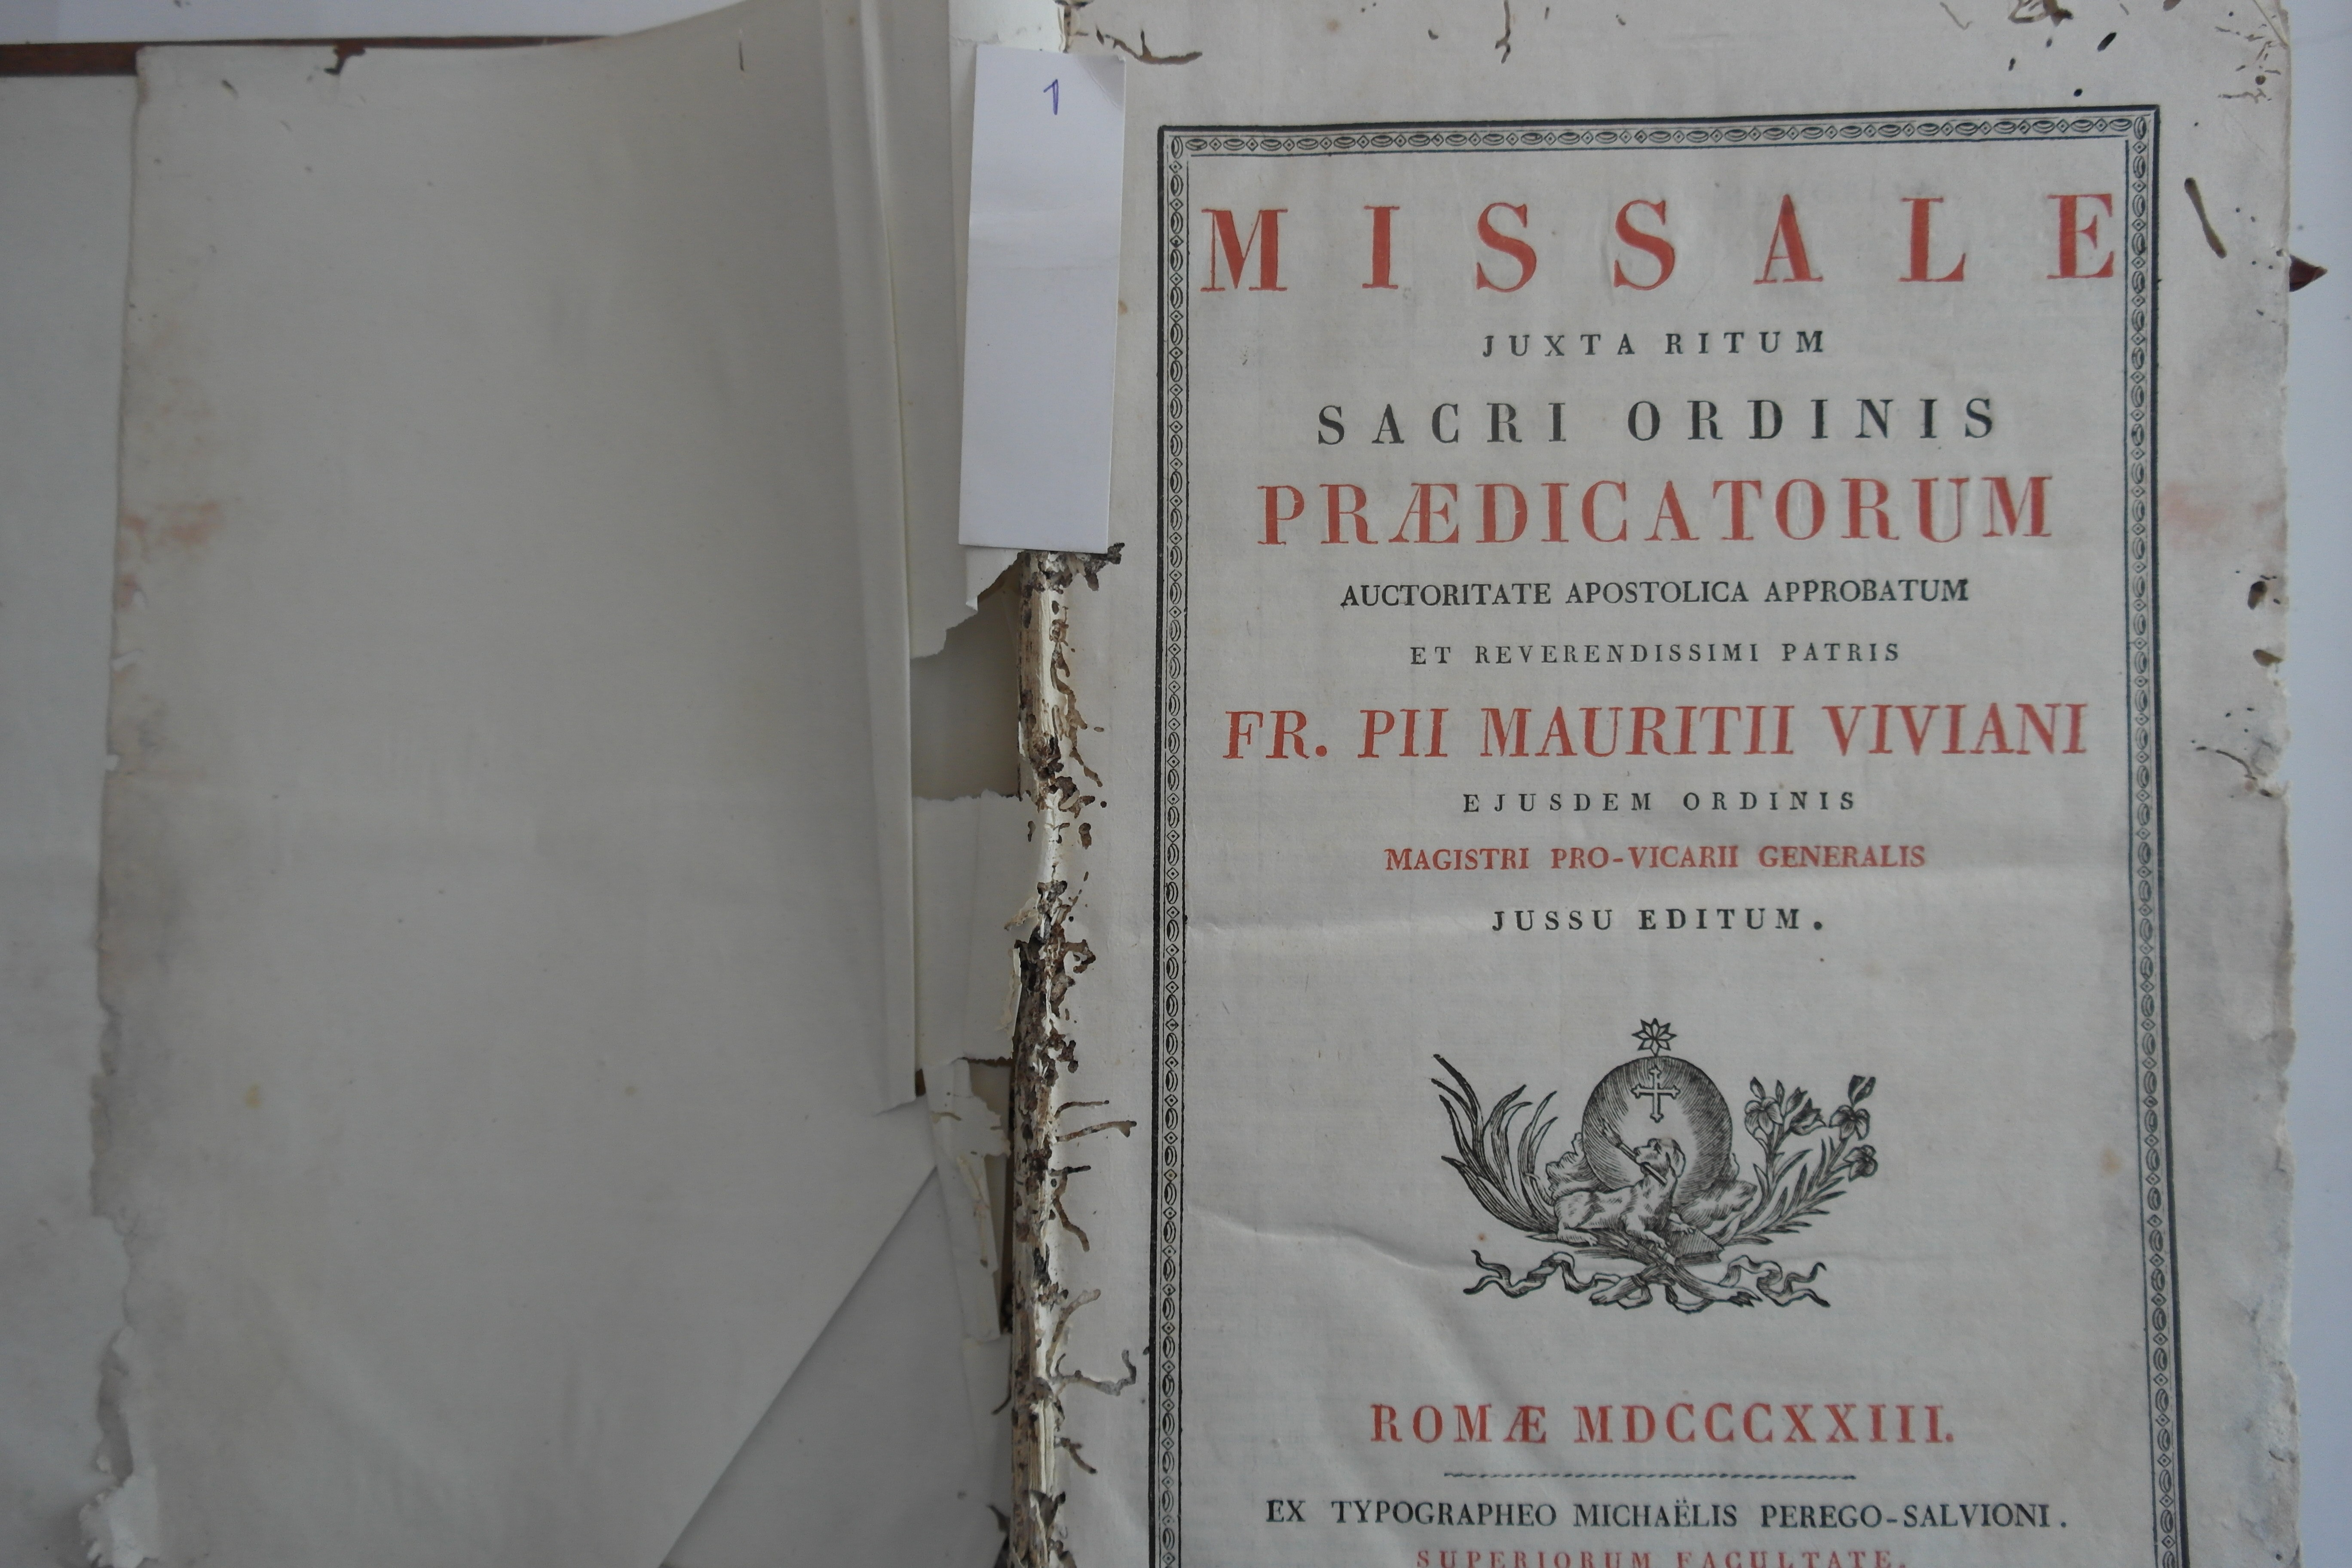 1
MISSALE
JUXTA RITUM
SACRI ORDINIS
PRÆDICATORUM
AUCTORITATE APOSTOLICA APPROBATUM
ET REVERENDISSIMI PATRIS
FR. PII MAURITII VIVIANI
EJUSDEM ORDINIS
MAGISTRI PRO-VICARII GENERALIS
JUSSU EDITUM.
ROMÆ MDCCCXXIII.
EX TYPOGRAPHEO MICHAËLIS PEREGO-SALVIONI.
SUPERIORUM FACULTATE.